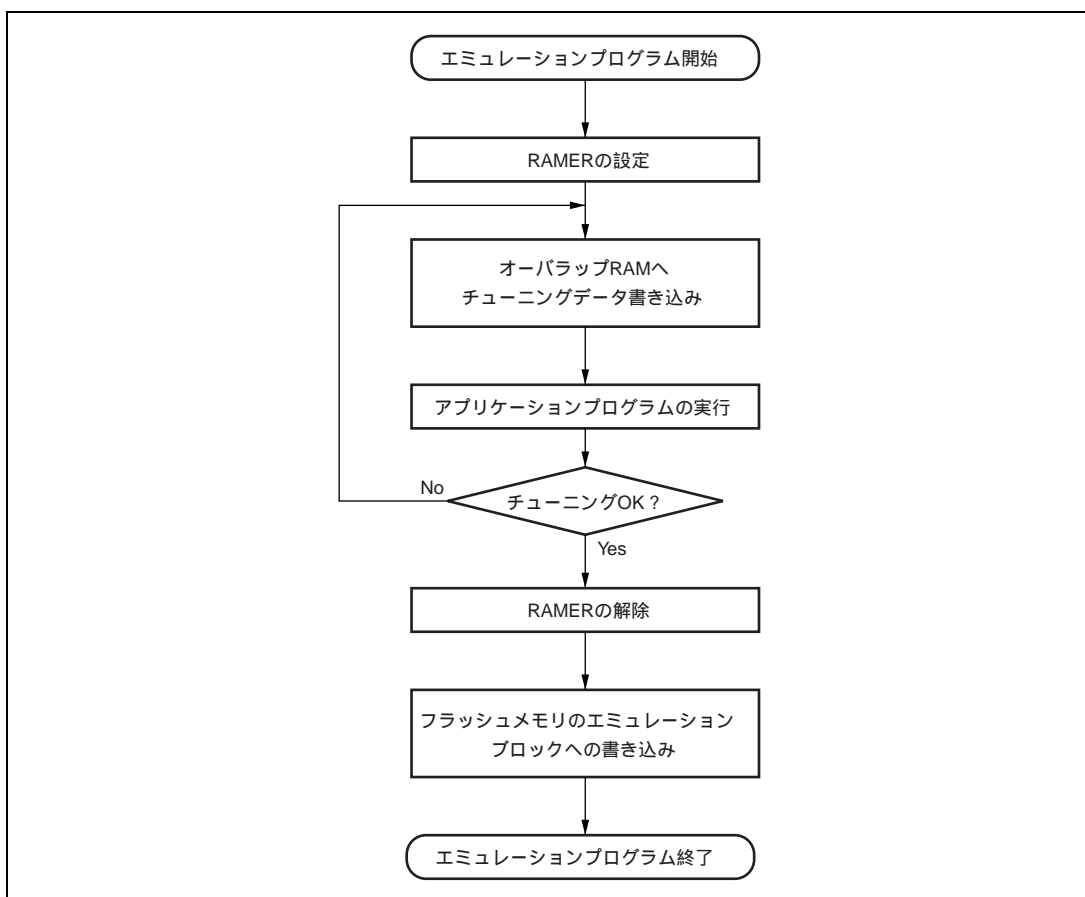 エミュレーションプログラム開始
RAMERの設定
オーバラップRAMへ
チューニングデータ書き込み
アプリケーションプログラムの実行
No
チューニングOK？
Yes
RAMERの解除
フラッシュメモリのエミュレーション
ブロックへの書き込み
エミュレーションプログラム終了